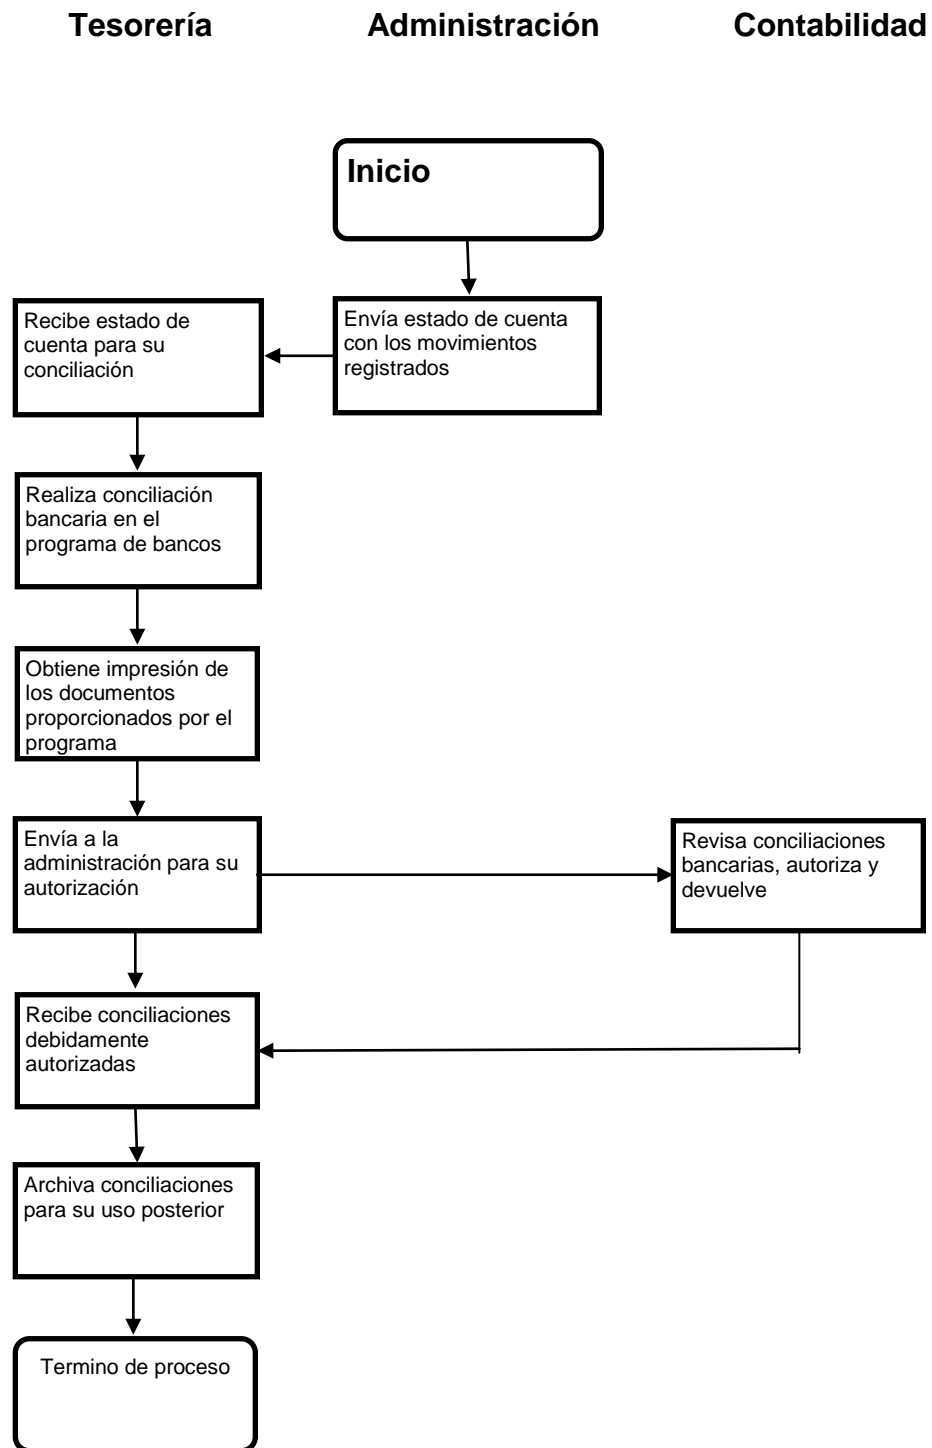 Tesorería Administración Contabilidad
Inicio
Envía estado de cuenta
con los movimientos
registrados
Recibe estado de
cuenta para su
conciliación
Realiza conciliación
bancaria en el
programa de bancos
Obtiene impresión de
los documentos
proporcionados por el
programa
Envía a la
administración para su
autorización
Revisa conciliaciones
bancarias, autoriza y
devuelve
Recibe conciliaciones
debidamente
autorizadas
Archiva conciliaciones
para su uso posterior
Termino de proceso